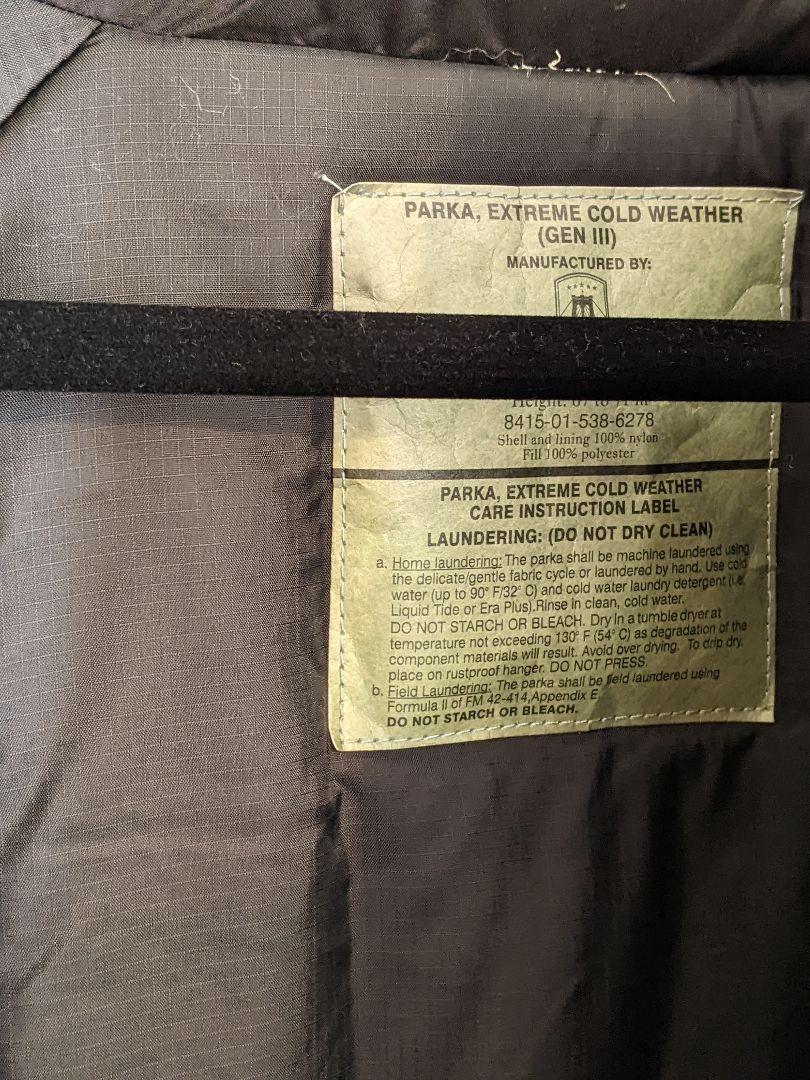 PARKA, EXTREME COLD WEATHER
(GEN III)
MANUFACTURED BY:
8415-01-538-6278
Shell and lining 100% nylon
Fill 100% polyester
PARKA, EXTREME COLD WEATHER
CARE INSTRUCTION LABEL
LAUNDERING: (DO NOT DRY CLEAN)
a. Home laundering: The parka shall be machine laundered using
the delicate/gentle fabric cycle or laundered by hand. Use cold
water (up to 90° F/32° C) and cold water laundry detergent (i.e.
Liquid Tide or Era Plus).Rinse in clean, cold water.
DO NOT STARCH OR BLEACH. Dry in a tumble dryer at
temperature not exceeding 130° F (54° C) as degradation of the
component materials will result. Avoid over drying. To drip dry,
place on rustproof hanger. DO NOT PRESS.
b. Field Laundering: The parka shall be field laundered using
Formula II of FM 42-414,Appendix E.
DO NOT STARCH OR BLEACH.